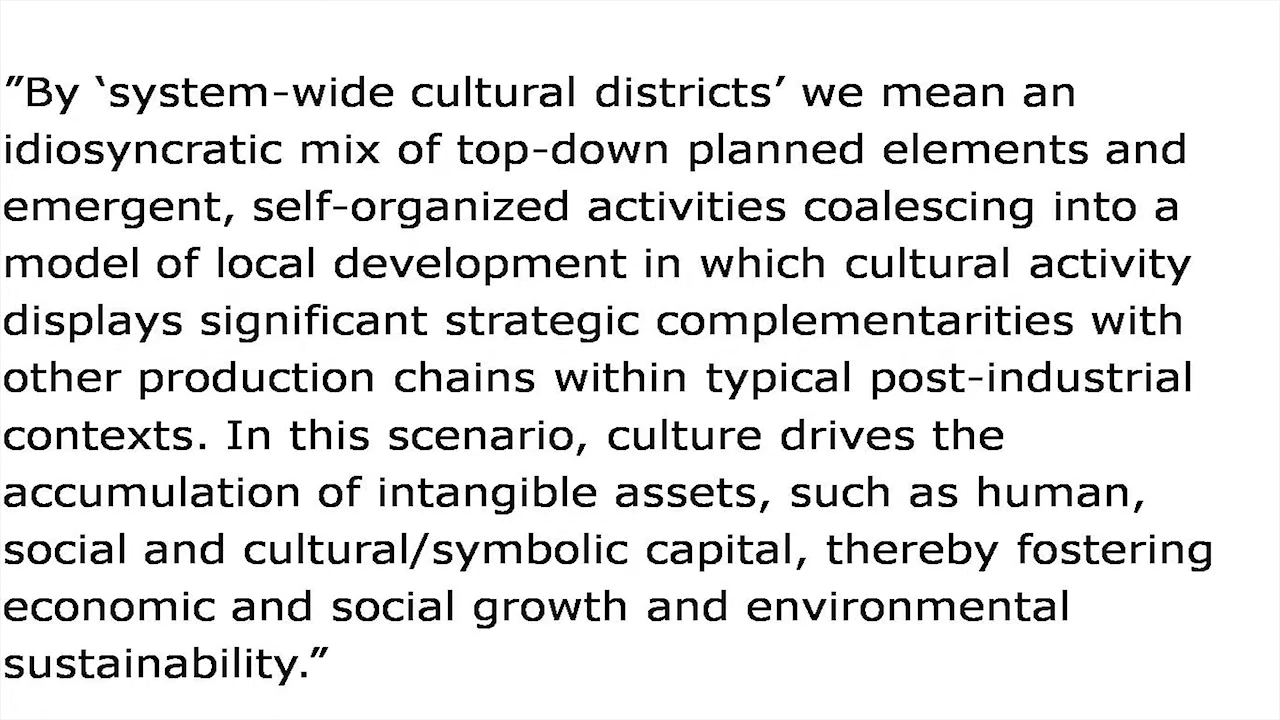 ”By ‘system-wide cultural districts’ we mean an
idiosyncratic mix of top-down planned elements and
emergent, self-organized activities coalescing into a
model of local development in which cultural activity
displays significant strategic complementarities with
other production chains within typical post-industrial
contexts. In this scenario, culture drives the
accumulation of intangible assets, such as human,
social and cultural/symbolic capital, thereby fostering
economic and social growth and environmental
sustainability.”